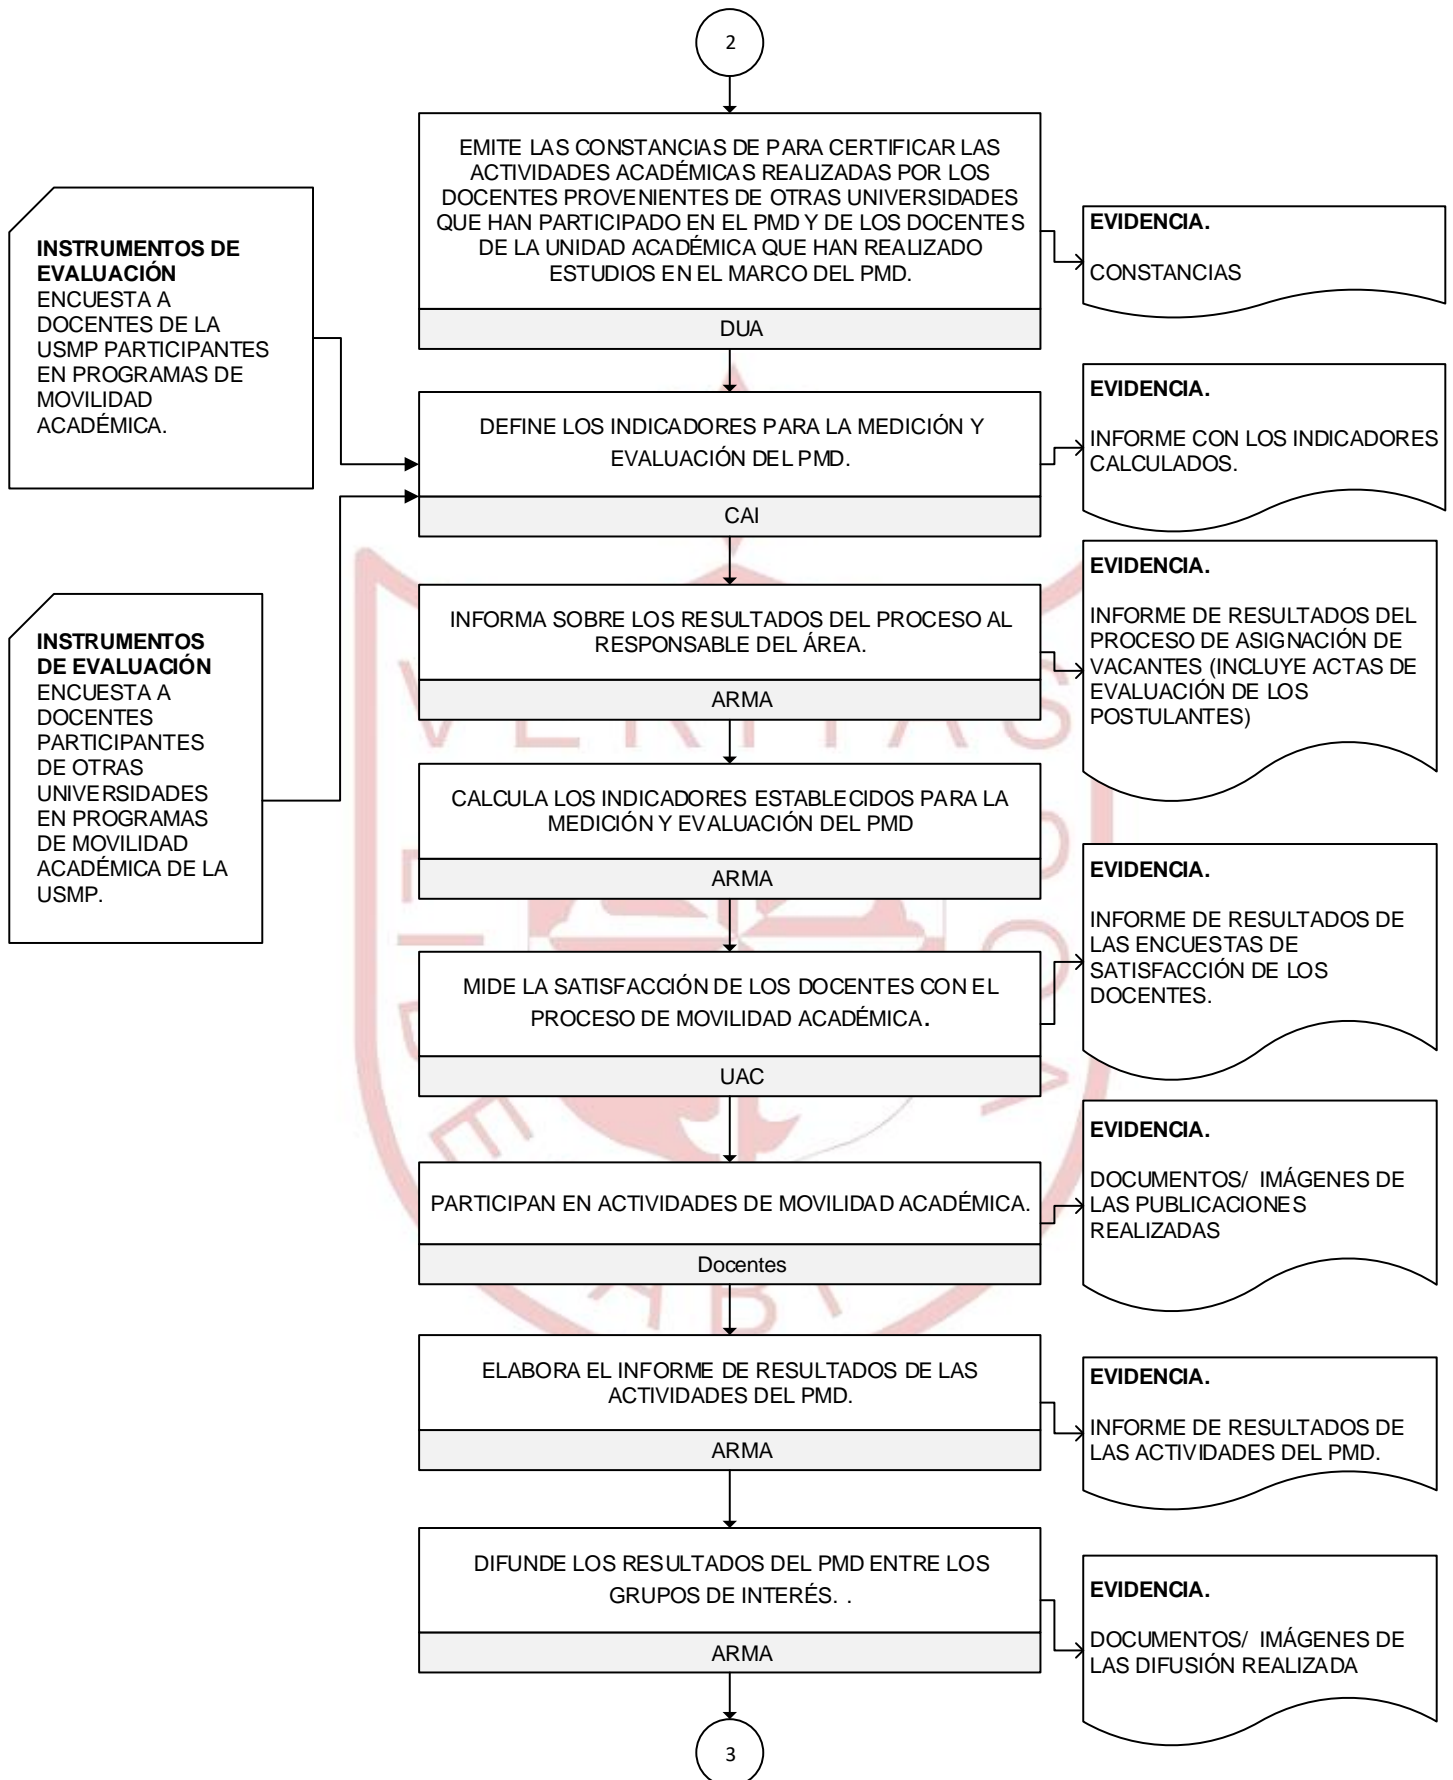 2
EMITE LAS CONSTANCIAS DE PARA CERTIFICAR LAS
ACTIVIDADES ACADÉMICAS REALIZADAS POR LOS
DOCENTES PROVENIENTES DE OTRAS UNIVERSIDADES
QUE HAN PARTICIPADO EN EL PMD Y DE LOS DOCENTES
DE LA UNIDAD ACADÉMICA QUE HAN REALIZADO
ESTUDIOS EN EL MARCO DEL PMD.
DUA
EVIDENCIA.
CONSTANCIAS
INSTRUMENTOS DE
EVALUACIÓN
ENCUESTA A
DOCENTES DE LA
USMP PARTICIPANTES
EN PROGRAMAS DE
MOVILIDAD
ACADÉMICA.
DEFINE LOS INDICADORES PARA LA MEDICIÓN Y
EVALUACIÓN DEL PMD.
CAI
EVIDENCIA.
INFORME CON LOS INDICADORES
CALCULADOS.
INSTRUMENTOS
DE EVALUACIÓN
ENCUESTA A
DOCENTES
PARTICIPANTES
DE OTRAS
UNIVERSIDADES
EN PROGRAMAS
DE MOVILIDAD
ACADÉMICA DE LA
USMP.
INFORMA SOBRE LOS RESULTADOS DEL PROCESO AL
RESPONSABLE DEL ÁREA.
ARMA
EVIDENCIA.
INFORME DE RESULTADOS DEL
PROCESO DE ASIGNACIÓN DE
VACANTES (INCLUYE ACTAS DE
EVALUACIÓN DE LOS
POSTULANTES)
CALCULA LOS INDICADORES ESTABLECIDOS PARA LA
MEDICIÓN Y EVALUACIÓN DEL PMD
ARMA
MIDE LA SATISFACCIÓN DE LOS DOCENTES CON EL
PROCESO DE MOVILIDAD ACADÉMICA.
UAC
EVIDENCIA.
INFORME DE RESULTADOS DE
LAS ENCUESTAS DE
SATISFACCIÓN DE LOS
DOCENTES.
PARTICIPAN EN ACTIVIDADES DE MOVILIDAD ACADÉMICA.
Docentes
EVIDENCIA.
DOCUMENTOS/ IMÁGENES DE
LAS PUBLICACIONES
REALIZADAS
ELABORA EL INFORME DE RESULTADOS DE LAS
ACTIVIDADES DEL PMD.
ARMA
EVIDENCIA.
INFORME DE RESULTADOS DE
LAS ACTIVIDADES DEL PMD.
DIFUNDE LOS RESULTADOS DEL PMD ENTRE LOS
GRUPOS DE INTERÉS. .
ARMA
EVIDENCIA.
DOCUMENTOS/ IMÁGENES DE
LAS DIFUSIÓN REALIZADA
3
VERITAS